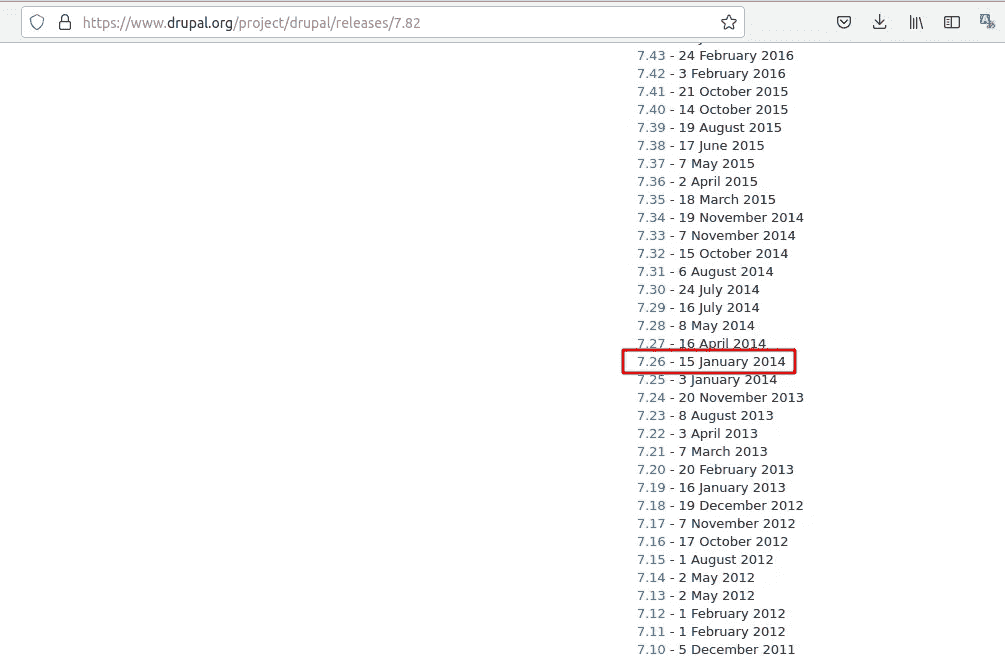 https://www.drupal.org/project/drupal/releases/7.82
7.43 - 24 February 2016
7.42 - 3 February 2016
7.41 - 21 October 2015
7.40 - 14 October 2015
7.39 - 19 August 2015
7.38 - 17 June 2015
7.37 - 7 May 2015
7.36 - 2 April 2015
7.35 - 18 March 2015
7.34 - 19 November 2014
7.33 - 7 November 2014
7.32 - 15 October 2014
7.31 - 6 August 2014
7.30 - 24 July 2014
7.29 - 16 July 2014
7.28 - 8 May 2014
7.27 - 16 April 2014
7.26 - 15 January 2014
7.25 - 3 January 2014
7.24 - 20 November 2013
7.23 - 8 August 2013
7.22 - 3 April 2013
7.21 - 7 March 2013
7.20 - 20 February 2013
7.19 - 16 January 2013
7.18 - 19 December 2012
7.17 - 7 November 2012
7.16 - 17 October 2012
7.15 - 1 August 2012
7.14 - 2 May 2012
7.13 - 2 May 2012
7.12 - 1 February 2012
7.11 - 1 February 2012
7.10 - 5 December 2011